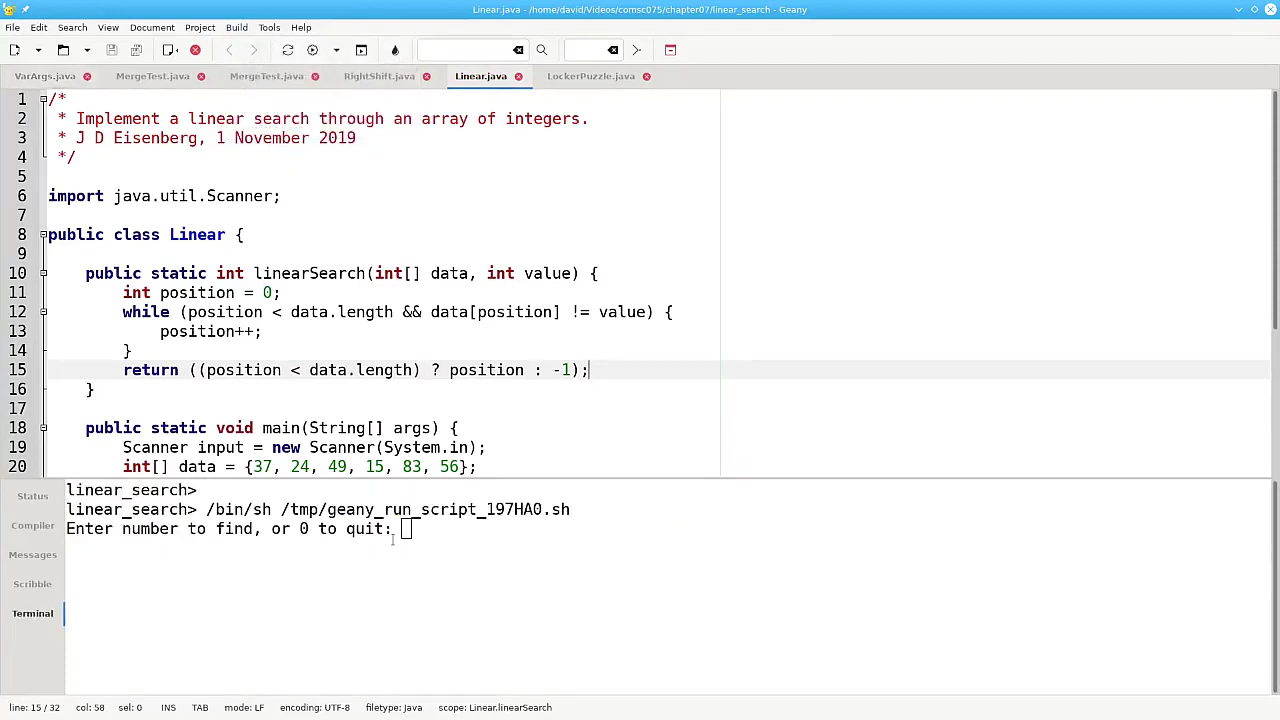 Linear.java - /home/david/Videos/comsc075/chapter07/linear_search - Geany
File Edit Search View Document Project Build Tools Help
VarArgs.java MergeTest.java MergeTest.java RightShift.java Linear.java LockerPuzzle.java
1 /*
2  * Implement a linear search through an array of integers.
3  * J D Eisenberg, 1 November 2019
4  */
5
6 import java.util.Scanner;
7
8 public class Linear {
9
10     public static int linearSearch(int[] data, int value) {
11         int position = 0;
12         while (position < data.length && data[position] != value) {
13             position++;
14         }
15         return ((position < data.length) ? position : -1);
16     }
17
18     public static void main(String[] args) {
19         Scanner input = new Scanner(System.in);
20         int[] data = {37, 24, 49, 15, 83, 56};
Status
Compiler
Messages
Scribble
Terminal
linear_search>
linear_search> /bin/sh /tmp/geany_run_script_197HA0.sh
Enter number to find, or 0 to quit:
line: 15 / 32 col: 58 sel: 0 INS TAB mode: LF encoding: UTF-8 filetype: Java scope: Linear.linearSearch